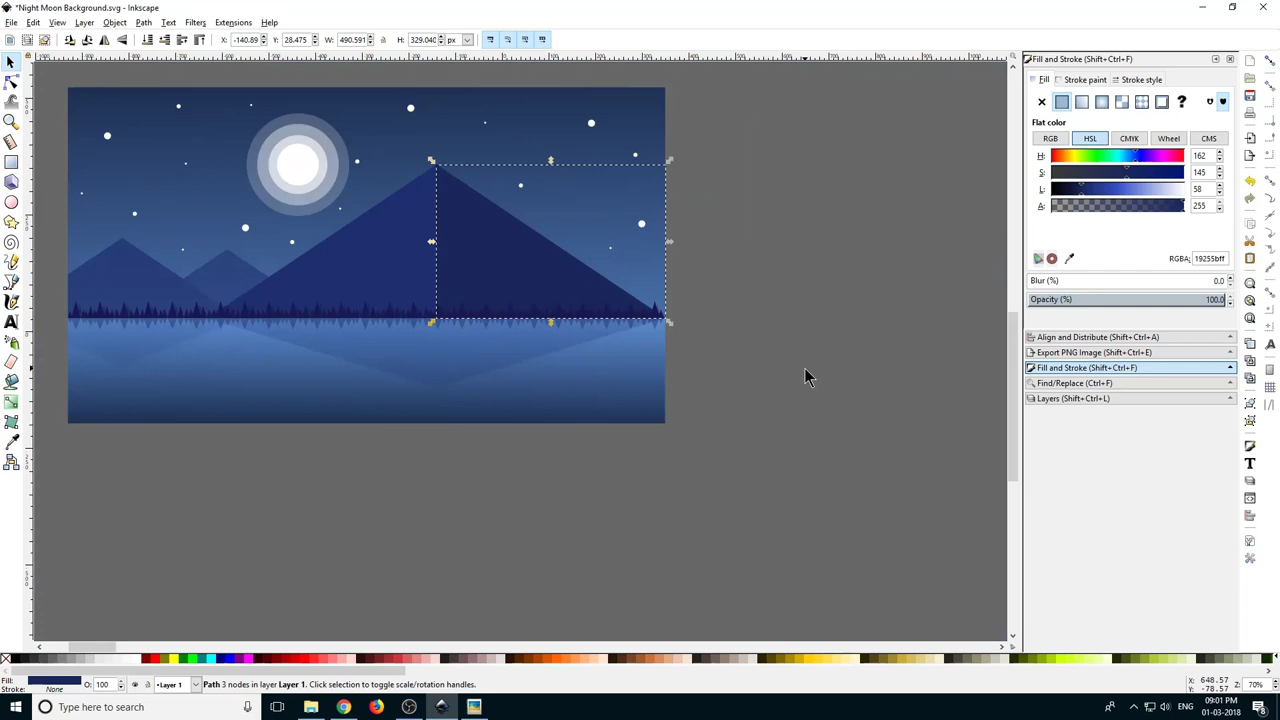 *Night Moon Background.svg - Inkscape
File Edit View Layer Object Path Text Filters Extensions Help
X: -140.89 Y: 28.475 W: 490.591 H: 329.040 px
Fill and Stroke (Shift+Ctrl+F)
Fill Stroke paint Stroke style
Flat color
RGB HSL CMYK Wheel CMS
H: 162
S: 145
L: 58
A: 255
RGBA: 19255bff
Blur (%) 0.0
Opacity (%) 100.0
Align and Distribute (Shift+Ctrl+A)
Export PNG Image (Shift+Ctrl+E)
Fill and Stroke (Shift+Ctrl+F)
Find/Replace (Ctrl+F)
Layers (Shift+Ctrl+L)
Fill:
Stroke: None
O: 100
•Layer 1
Path 3 nodes in layer Layer 1. Click selection to toggle scale/rotation handles.
X: 648.57
Y: -78.57
Z: 70%
Type here to search
ENG
09:01 PM
01-03-2018
8